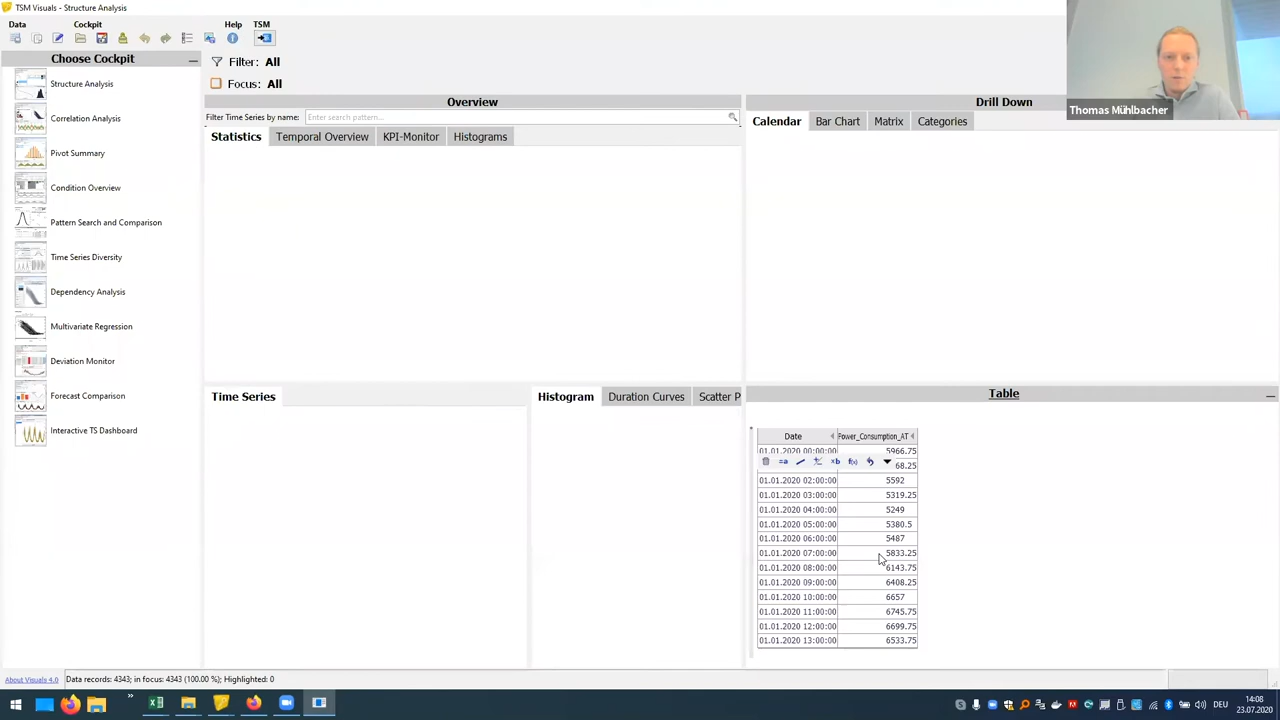 TSM Visuals - Structure Analysis
Data
Cockpit
Help
TSM
Choose Cockpit
Structure Analysis
Correlation Analysis
Pivot Summary
Condition Overview
Pattern Search and Comparison
Time Series Diversity
Dependency Analysis
Multivariate Regression
Deviation Monitor
Forecast Comparison
Interactive TS Dashboard
Filter: All
Focus: All
Overview
Filter Time Series by name:
Enter search pattern...
Statistics
Temporal Overview
KPI-Monitor
Histograms
Drill Down
Calendar
Bar Chart
Matrix
Categories
Thomas Mühlbacher
Time Series
Histogram
Duration Curves
Scatter P
Table
Date Power_Consumption_AT
01.01.2020 00:00:00 5966.75
=a xb f(x) 68.25
01.01.2020 02:00:00 5592
01.01.2020 03:00:00 5319.25
01.01.2020 04:00:00 5249
01.01.2020 05:00:00 5380.5
01.01.2020 06:00:00 5487
01.01.2020 07:00:00 5833.25
01.01.2020 08:00:00 6143.75
01.01.2020 09:00:00 6408.25
01.01.2020 10:00:00 6657
01.01.2020 11:00:00 6745.75
01.01.2020 12:00:00 6699.75
01.01.2020 13:00:00 6533.75
About Visuals 4.0
Data records: 4343; in focus: 4343 (100.00 %); Highlighted: 0
DEU
14:08
23.07.2020